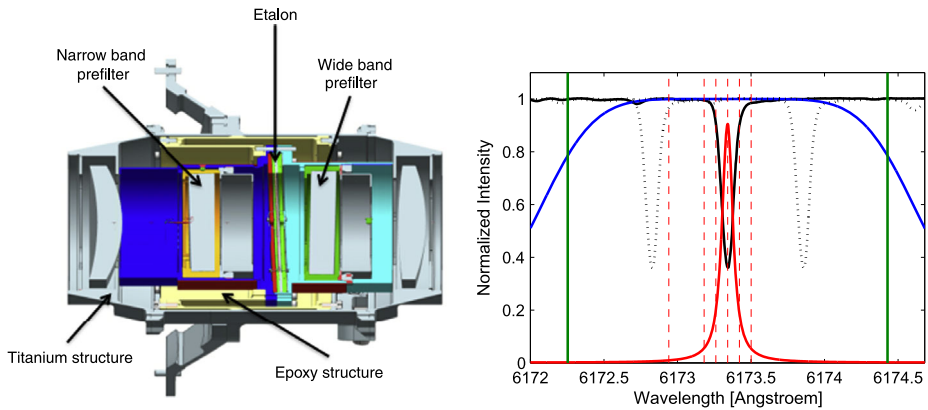 Etalon
Narrow band
prefilter
Wide band
prefilter
Titanium structure
Epoxy structure
Normalized Intensity
1
0.8
0.6
0.4
0.2
0
6172
6172.5
6173
6173.5
6174
6174.5
Wavelength [Angstroem]